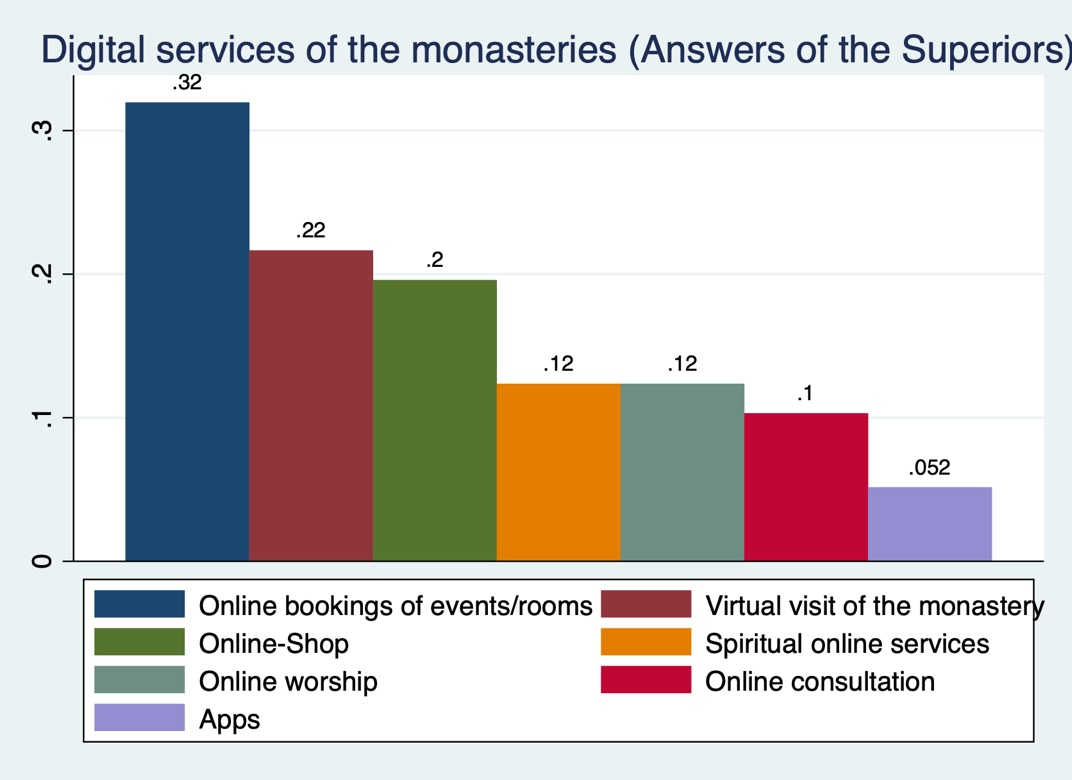 Digital services of the monasteries (Answers of the Superiors)
.32
.3
.22
.2
.2
.12
.12
.1
.1
.052
0
Online bookings of events/rooms
Virtual visit of the monastery
Online-Shop
Spiritual online services
Online worship
Online consultation
Apps